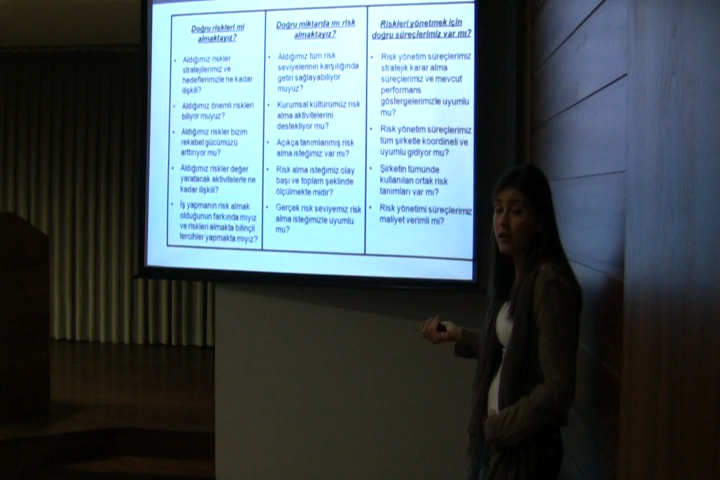 Doğru riskleri mi
almaktayız?
• Aldığımız riskler
stratejilerimiz ve
hedeflerimizle ne kadar
ilişkili?
• Aldığımız önemli riskleri
biliyor muyuz?
• Aldığımız riskler bizim
rekabet gücümüzü
arttırıyor mu?
• Aldığımız riskler değer
yaratacak aktivitelerle ne
kadar ilişkili?
• İş yapmanın risk almak
olduğunun farkında mıyız
ve riskleri almakta bilinçli
tercihler yapmakta mıyız?
Doğru miktarda mı risk
almaktayız?
• Aldığımız tüm risk
seviyelerinin karşılığında
getiri sağlayabiliyor
muyuz?
• Kurumsal kültürümüz risk
alma aktivitelerini
destekliyor mu?
• Açıkça tanımlanmış risk
alma isteğimiz var mı?
• Risk alma isteğimiz olay
başı ve toplam şeklinde
ölçülmekte midir?
• Gerçek risk seviyemiz risk
alma isteğimizle uyumlu
mu?
Riskleri yönetmek için
doğru süreçlerimiz var mı?
• Risk yönetim süreçlerimiz
stratejik karar alma
süreçlerimiz ve mevcut
performans
göstergelerimizle uyumlu
mu?
• Risk yönetim süreçlerimiz
tüm şirketle koordineli ve
uyumlu gidiyor mu?
• Şirketin tümünde
kullanılan ortak risk
tanımları var mı?
• Risk yönetimi süreçlerimiz
maliyet verimli mi?